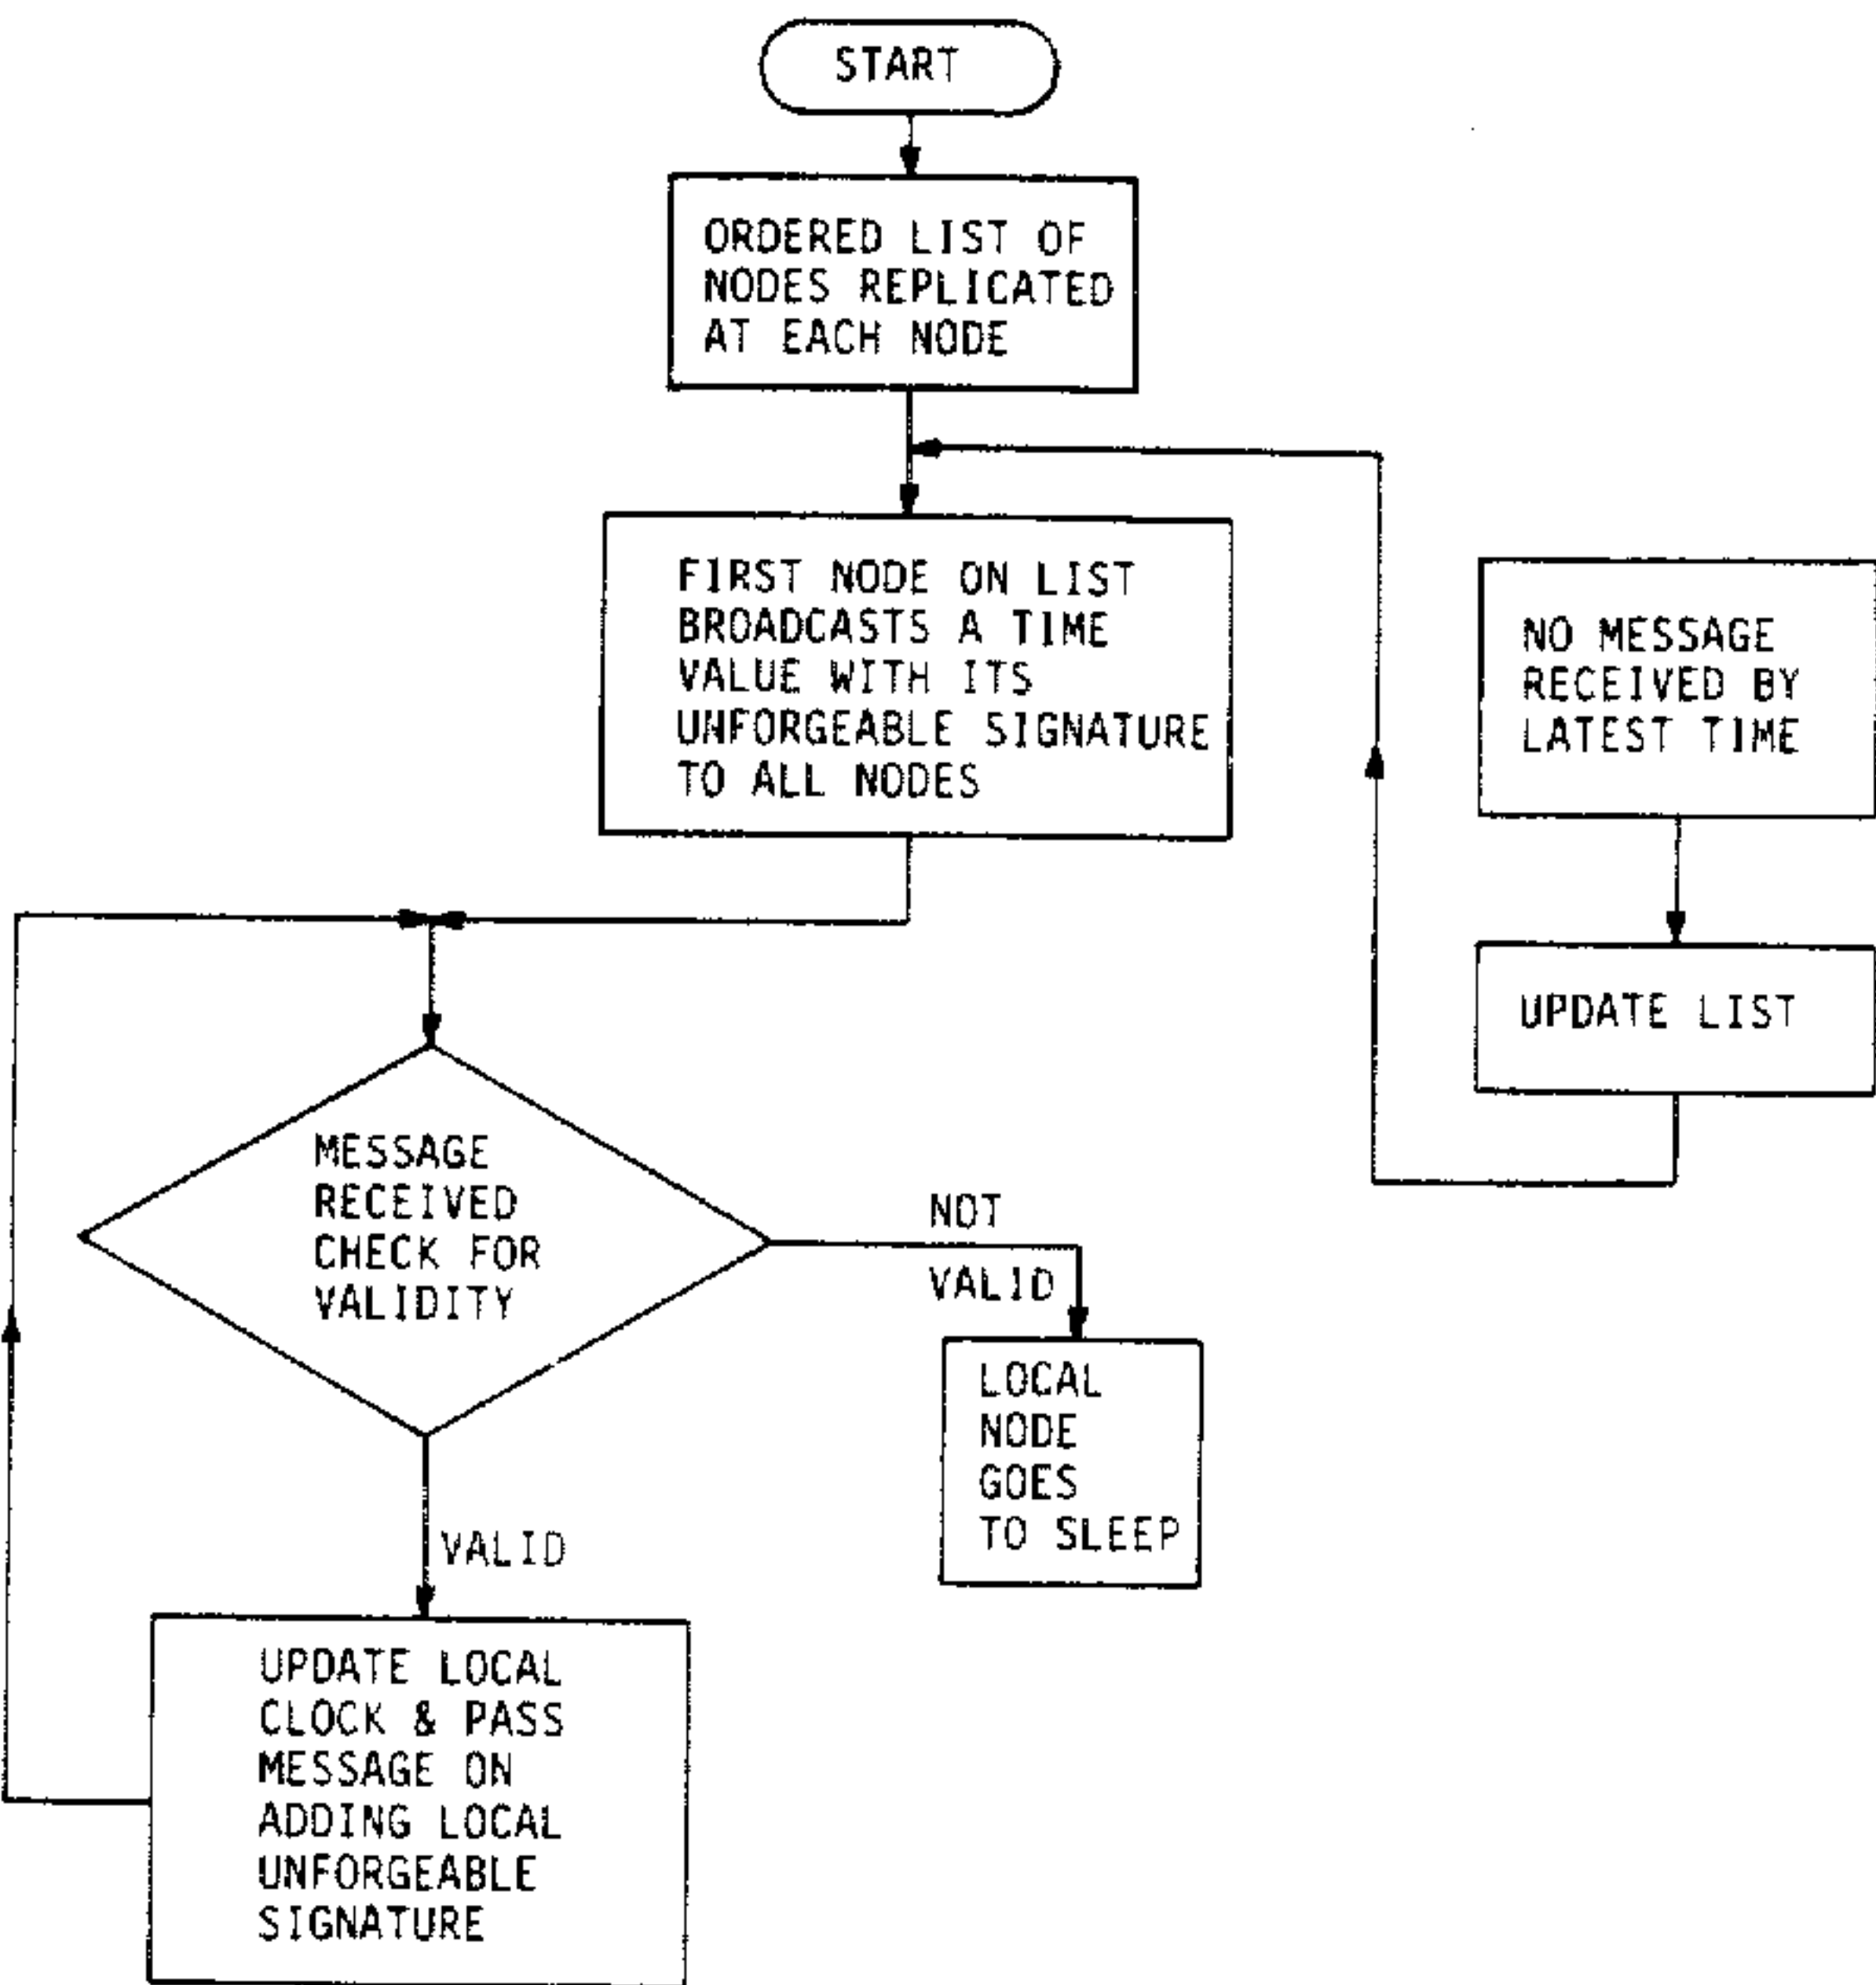 START
ORDERED LIST OF
NODES REPLICATED
AT EACH NODE
FIRST NODE ON LIST
BROADCASTS A TIME
VALUE WITH ITS
UNFORGEABLE SIGNATURE
TO ALL NODES
NO MESSAGE
RECEIVED BY
LATEST TIME
UPDATE LIST
MESSAGE
RECEIVED
CHECK FOR
VALIDITY
NOT
VALID
LOCAL
NODE
GOES
TO SLEEP
VALID
UPDATE LOCAL
CLOCK & PASS
MESSAGE ON
ADDING LOCAL
UNFORGEABLE
SIGNATURE